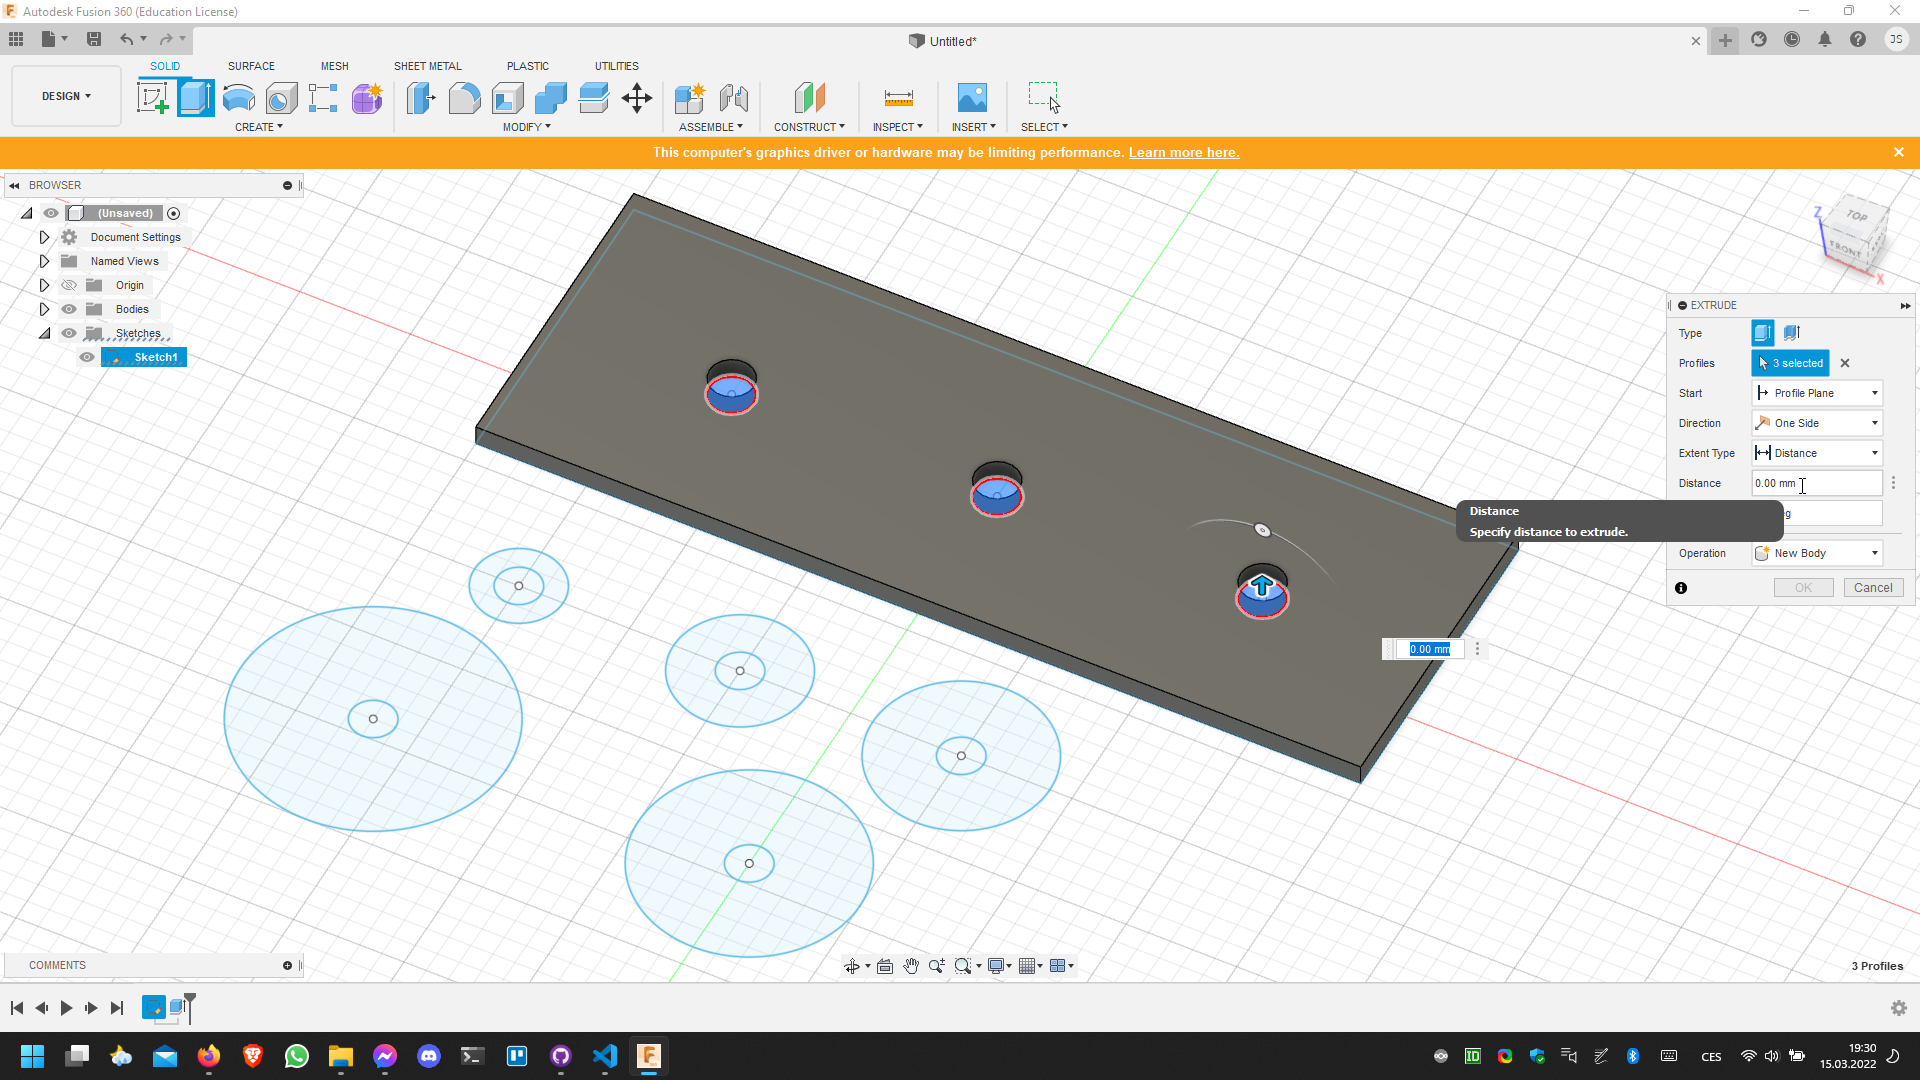 Autodesk Fusion 360 (Education License)
Untitled*
JS
DESIGN
SOLID
SURFACE
MESH
SHEET METAL
PLASTIC
UTILITIES
CREATE
MODIFY
ASSEMBLE
CONSTRUCT
INSPECT
INSERT
SELECT
This computer's graphics driver or hardware may be limiting performance. Learn more here.
BROWSER
(Unsaved)
Document Settings
Named Views
Origin
Bodies
Sketches
Sketch1
Z
TOP
FRONT
X
EXTRUDE
Type
Profiles
3 selected
Start
Profile Plane
Direction
One Side
Extent Type
Distance
Distance
0.00 mm
Distance
Specify distance to extrude.
eg
Operation
New Body
OK
Cancel
0.00 mm
COMMENTS
3 Profiles
ID
CES
19:30
15.03.2022